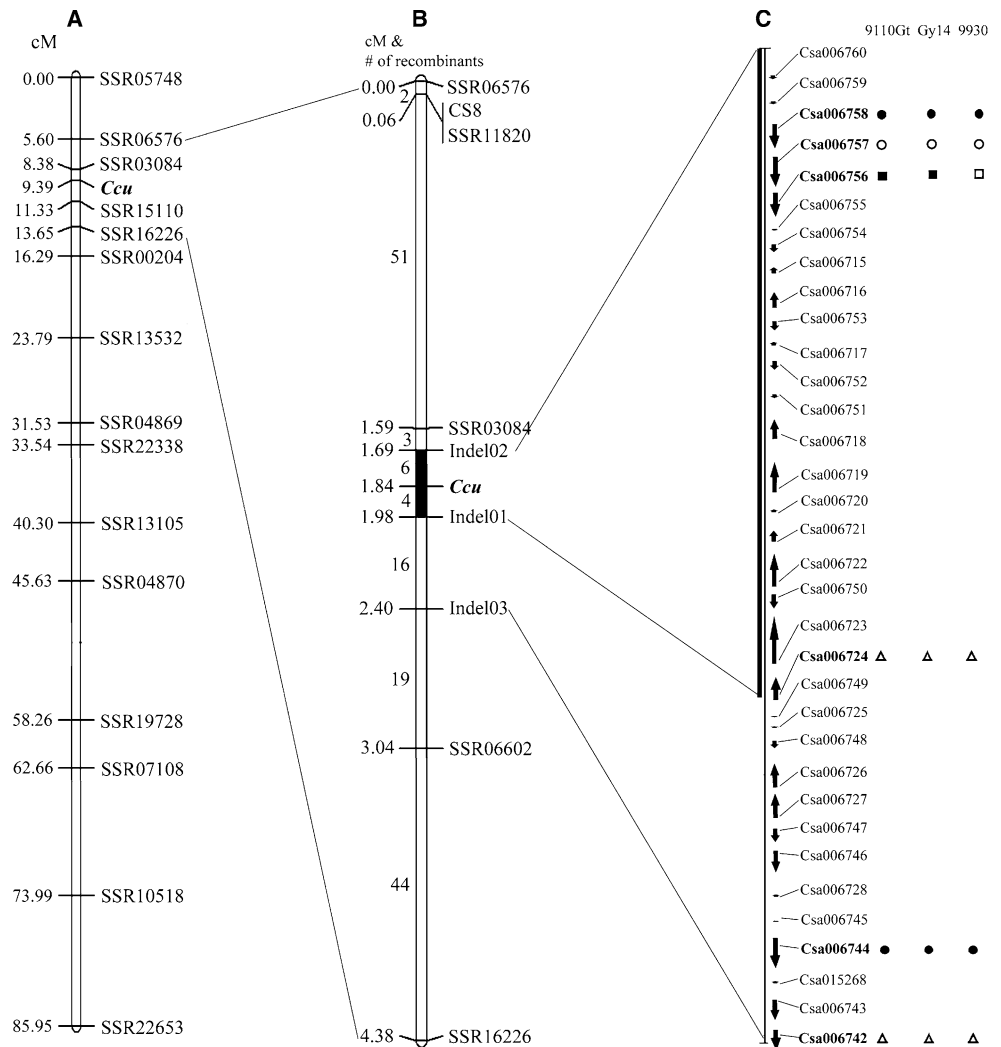 A
cM
0.00 SSR05748
5.60 SSR06576
8.38 SSR03084
9.39 Ccu
11.33 SSR15110
13.65 SSR16226
16.29 SSR00204
23.79 SSR13532
31.53 SSR04869
33.54 SSR22338
40.30 SSR13105
45.63 SSR04870
58.26 SSR19728
62.66 SSR07108
73.99 SSR10518
85.95 SSR22653
B
cM &
# of recombinants
0.00 SSR06576
2
0.06 CS8
SSR11820
51
1.59 SSR03084
3
1.69 Indel02
6
1.84 Ccu
4
1.98 Indel01
16
2.40 Indel03
19
3.04 SSR06602
44
4.38 SSR16226
C
9110Gt Gy14 9930
Csa006760
Csa006759
Csa006758
Csa006757
Csa006756
Csa006755
Csa006754
Csa006715
Csa006716
Csa006753
Csa006717
Csa006752
Csa006751
Csa006718
Csa006719
Csa006720
Csa006721
Csa006722
Csa006750
Csa006723
Csa006724
Csa006749
Csa006725
Csa006748
Csa006726
Csa006727
Csa006747
Csa006746
Csa006728
Csa006745
Csa006744
Csa015268
Csa006743
Csa006742